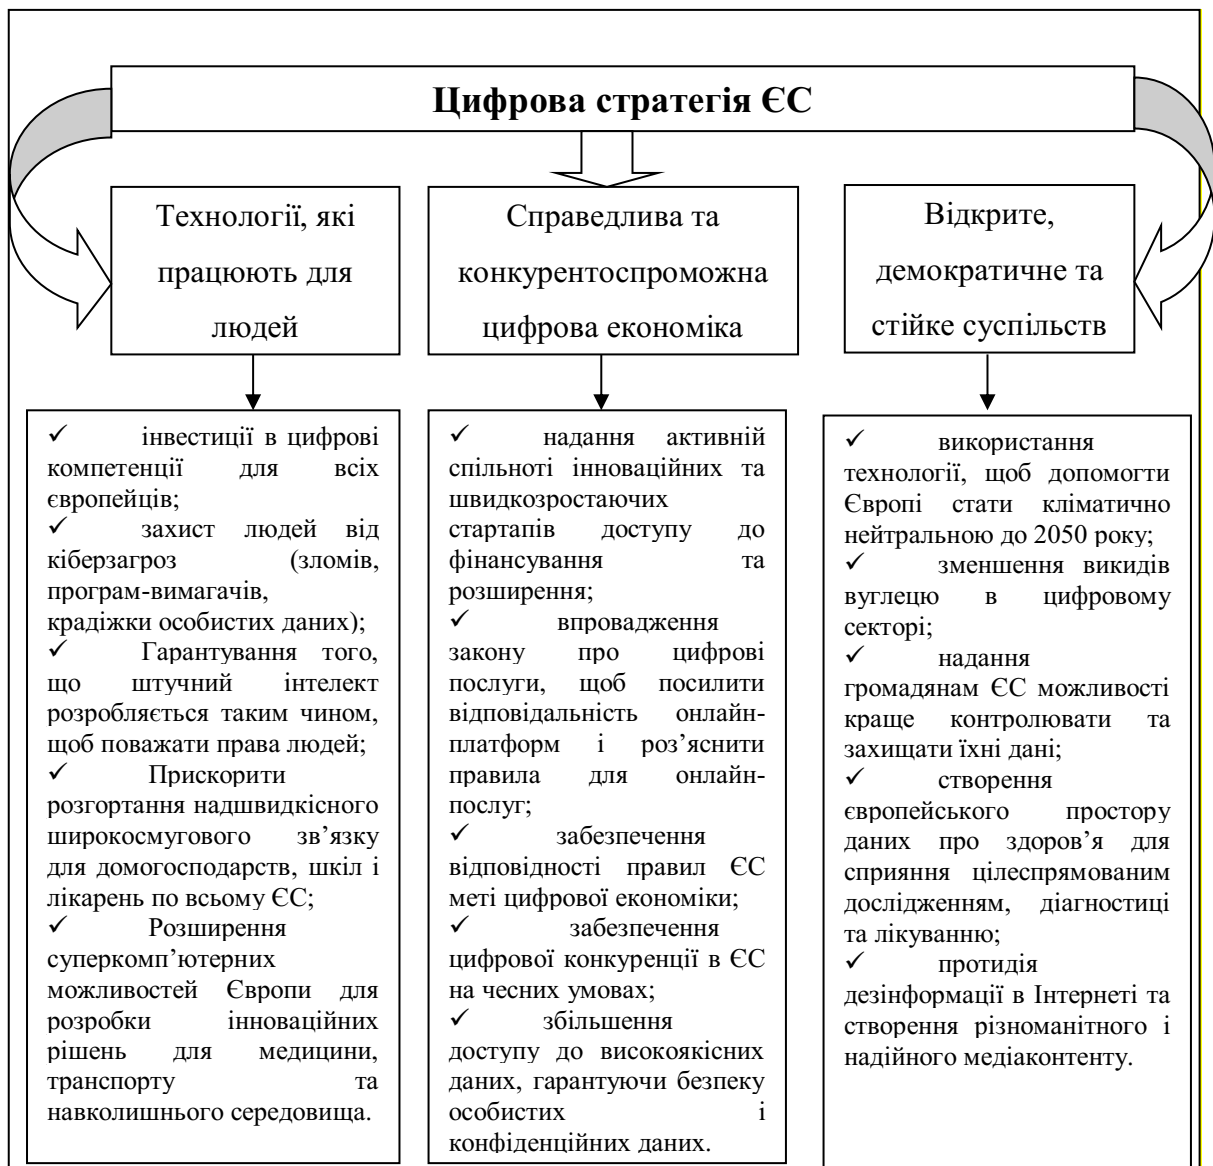 Цифрова стратегія ЄС
Технології, які
працюють для
людей
Справедлива та
конкурентоспроможна
цифрова економіка
Відкрите,
демократичне та
стійке суспільств
✓ інвестиції в цифрові
компетенції для всіх
європейців;
✓ захист людей від
кіберзагроз (зломів,
програм-вимагачів,
крадіжки особистих даних);
✓ Гарантування того,
що штучний інтелект
розробляється таким чином,
щоб поважати права людей;
✓ Прискорити
розгортання надшвидкісного
широкосмугового зв’язку
для домогосподарств, шкіл і
лікарень по всьому ЄС;
✓ Розширення
суперкомп’ютерних
можливостей Європи для
розробки інноваційних
рішень для медицини,
транспорту та
навколишнього середовища.
✓ надання активній
спільноті інноваційних та
швидкозростаючих
стартапів доступу до
фінансування та
розширення;
✓ впровадження
закону про цифрові
послуги, щоб посилити
відповідальність онлайн-
платформ і роз’яснити
правила для онлайн-
послуг;
✓ забезпечення
відповідності правил ЄС
меті цифрової економіки;
✓ забезпечення
цифрової конкуренції в ЄС
на чесних умовах;
✓ збільшення
доступу до високоякісних
даних, гарантуючи безпеку
особистих і
конфіденційних даних.
✓ використання
технології, щоб допомогти
Європі стати кліматично
нейтральною до 2050 року;
✓ зменшення викидів
вуглецю в цифровому
секторі;
✓ надання
громадянам ЄС можливості
краще контролювати та
захищати їхні дані;
✓ створення
європейського простору
даних про здоров’я для
сприяння цілеспрямованим
дослідженням, діагностиці
та лікуванню;
✓ протидія
дезінформації в Інтернеті та
створення різноманітного і
надійного медіаконтенту.